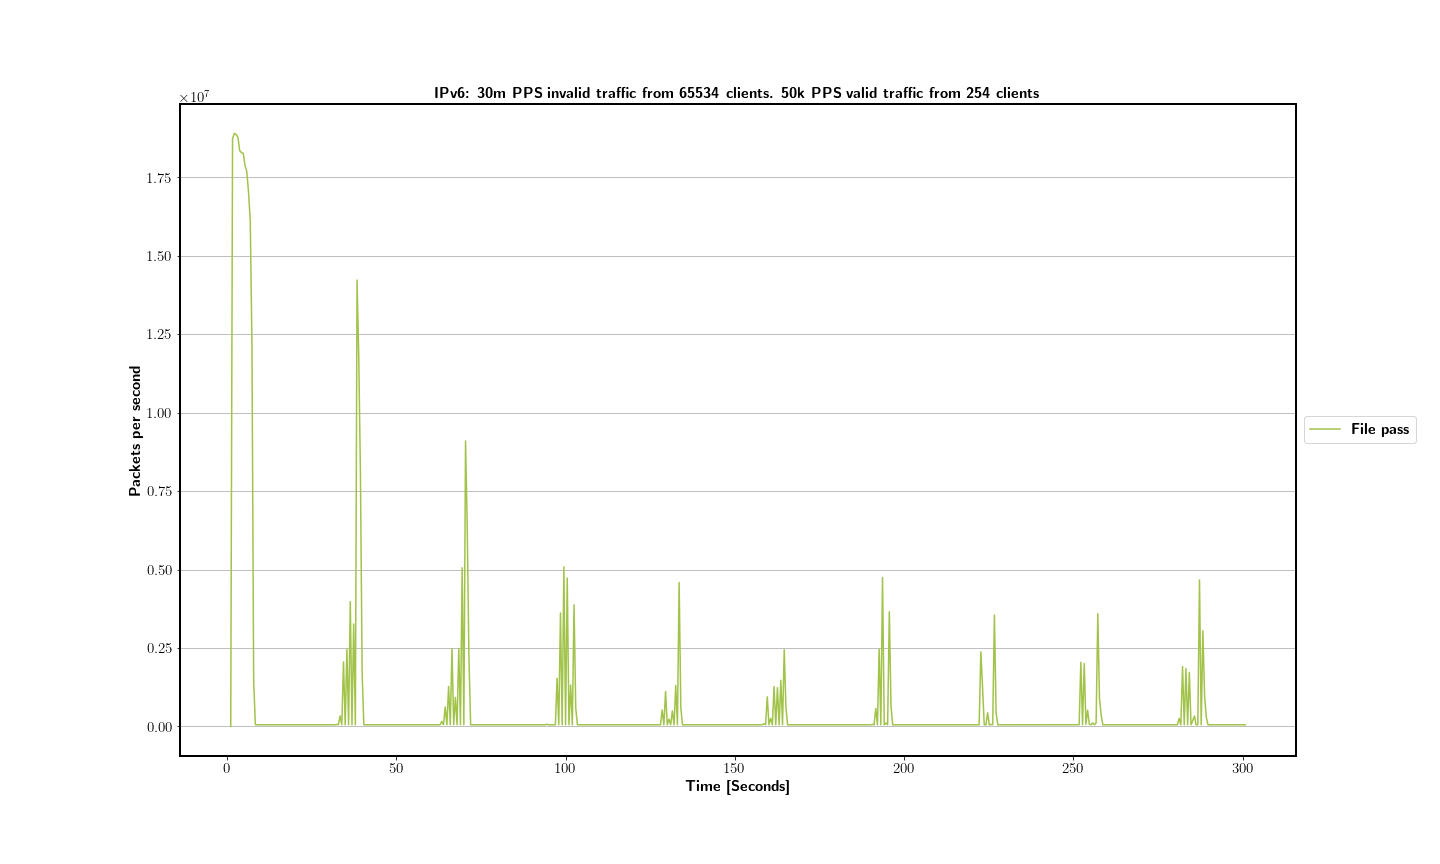 IPv6: 30m PPS invalid traffic from 65534 clients. 50k PPS valid traffic from 254 clients
×10⁷
1.75
1.50
1.25
1.00
0.75
0.50
0.25
0.00
Packets per second
File pass
0 50 100 150 200 250 300
Time [Seconds]